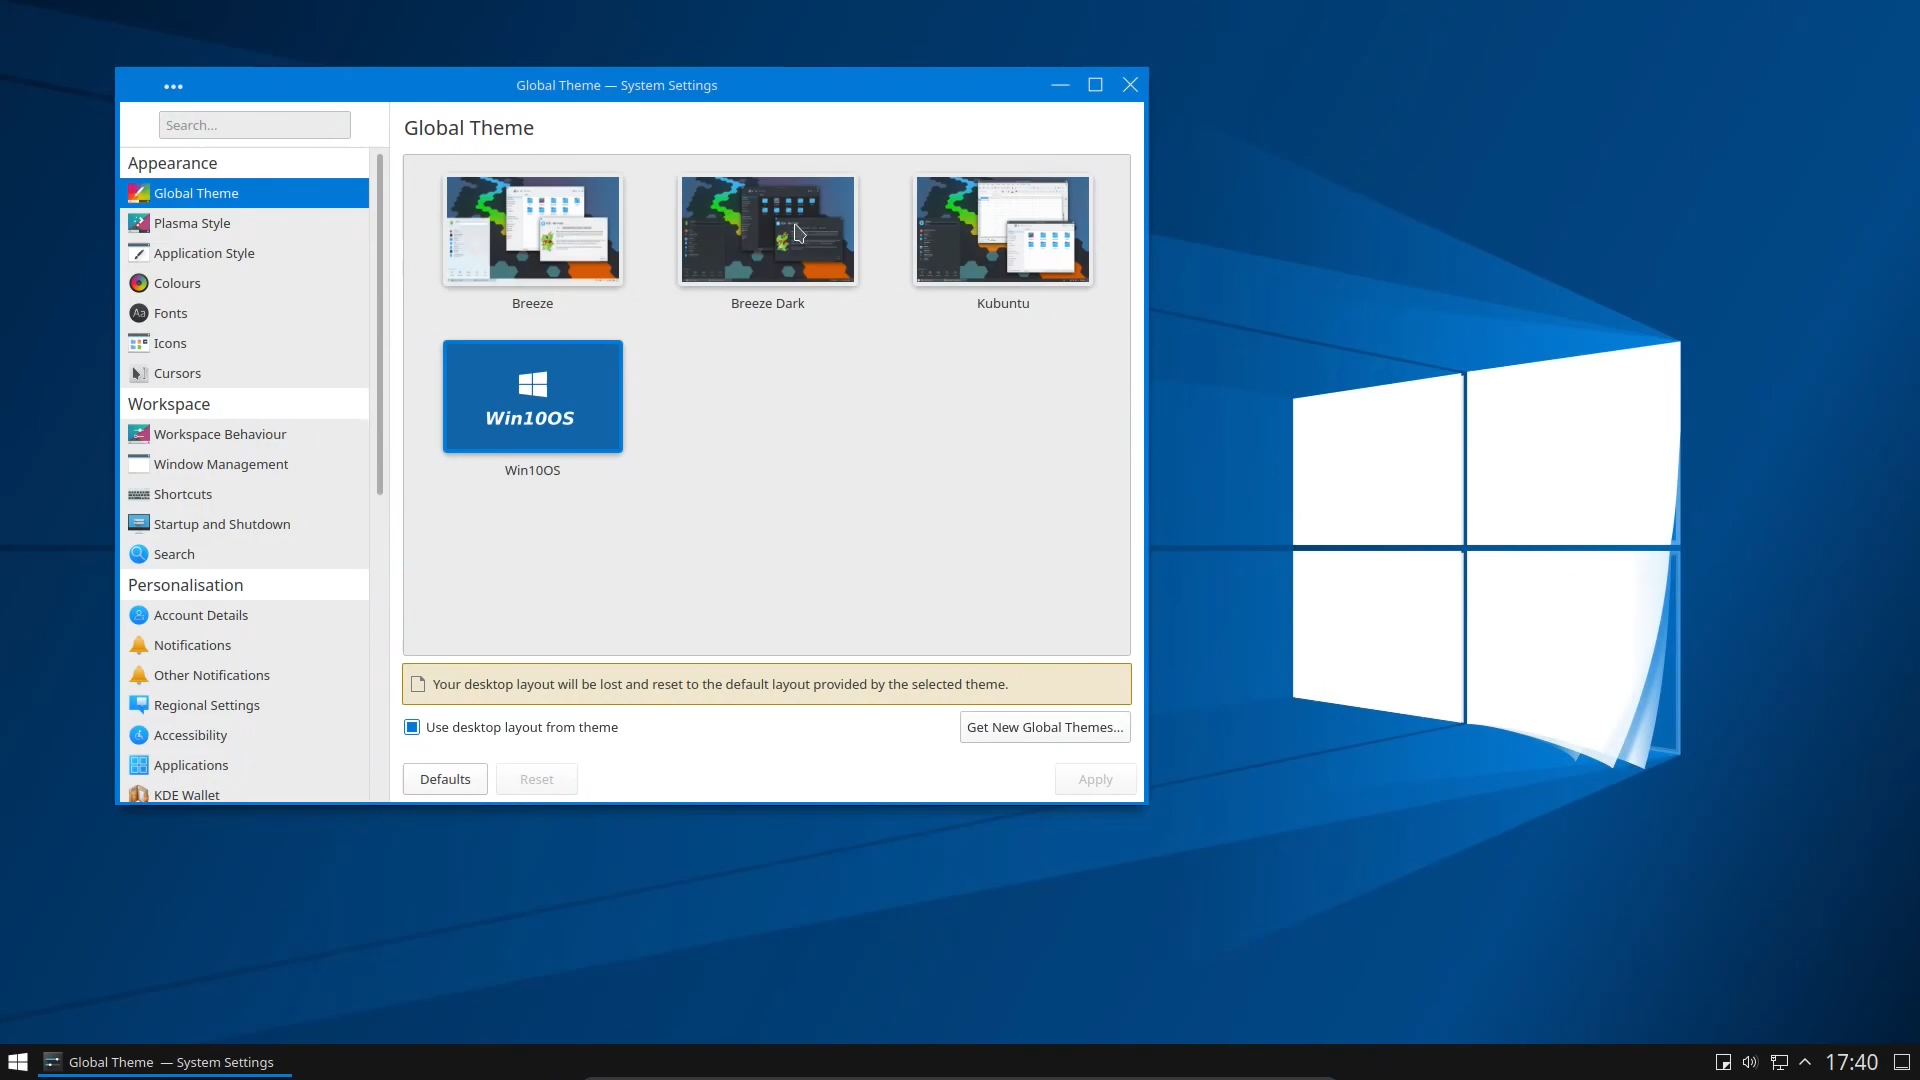 Global Theme — System Settings
Search...
Global Theme
Appearance
Global Theme
Plasma Style
Application Style
Colours
Fonts
Icons
Cursors
Workspace
Workspace Behaviour
Window Management
Shortcuts
Startup and Shutdown
Search
Personalisation
Account Details
Notifications
Other Notifications
Regional Settings
Accessibility
Applications
KDE Wallet
Breeze
Breeze Dark
Kubuntu
Win10OS
Win10OS
Your desktop layout will be lost and reset to the default layout provided by the selected theme.
Use desktop layout from theme
Get New Global Themes...
Defaults
Reset
Apply
Global Theme — System Settings
17:40